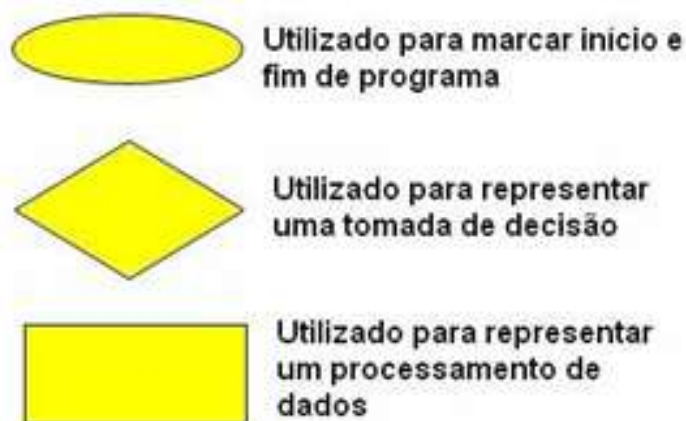 Utilizado para marcar início e
fim de programa
Utilizado para representar
uma tomada de decisão
Utilizado para representar
um processamento de
dados